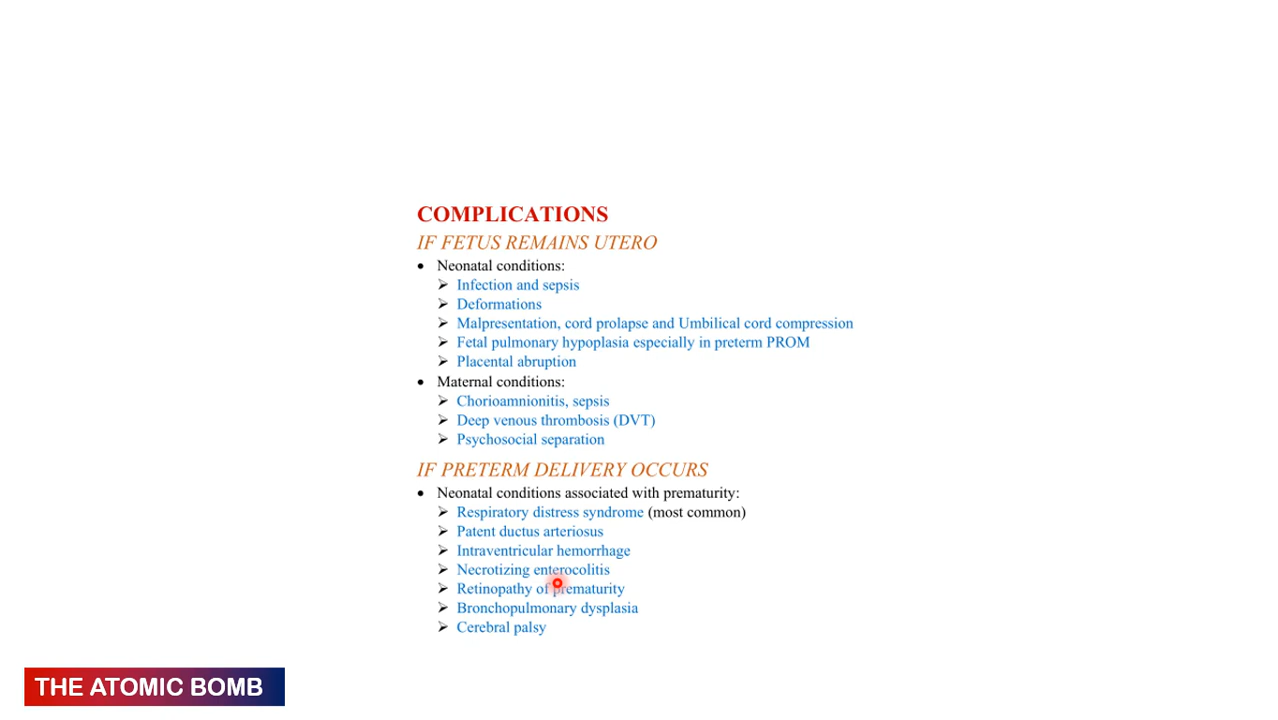 COMPLICATIONS
IF FETUS REMAINS UTERO
• Neonatal conditions:
➢ Infection and sepsis
➢ Deformations
➢ Malpresentation, cord prolapse and Umbilical cord compression
➢ Fetal pulmonary hypoplasia especially in preterm PROM
➢ Placental abruption
• Maternal conditions:
➢ Chorioamnionitis, sepsis
➢ Deep venous thrombosis (DVT)
➢ Psychosocial separation
IF PRETERM DELIVERY OCCURS
• Neonatal conditions associated with prematurity:
➢ Respiratory distress syndrome (most common)
➢ Patent ductus arteriosus
➢ Intraventricular hemorrhage
➢ Necrotizing enterocolitis
➢ Retinopathy of prematurity
➢ Bronchopulmonary dysplasia
➢ Cerebral palsy
THE ATOMIC BOMB